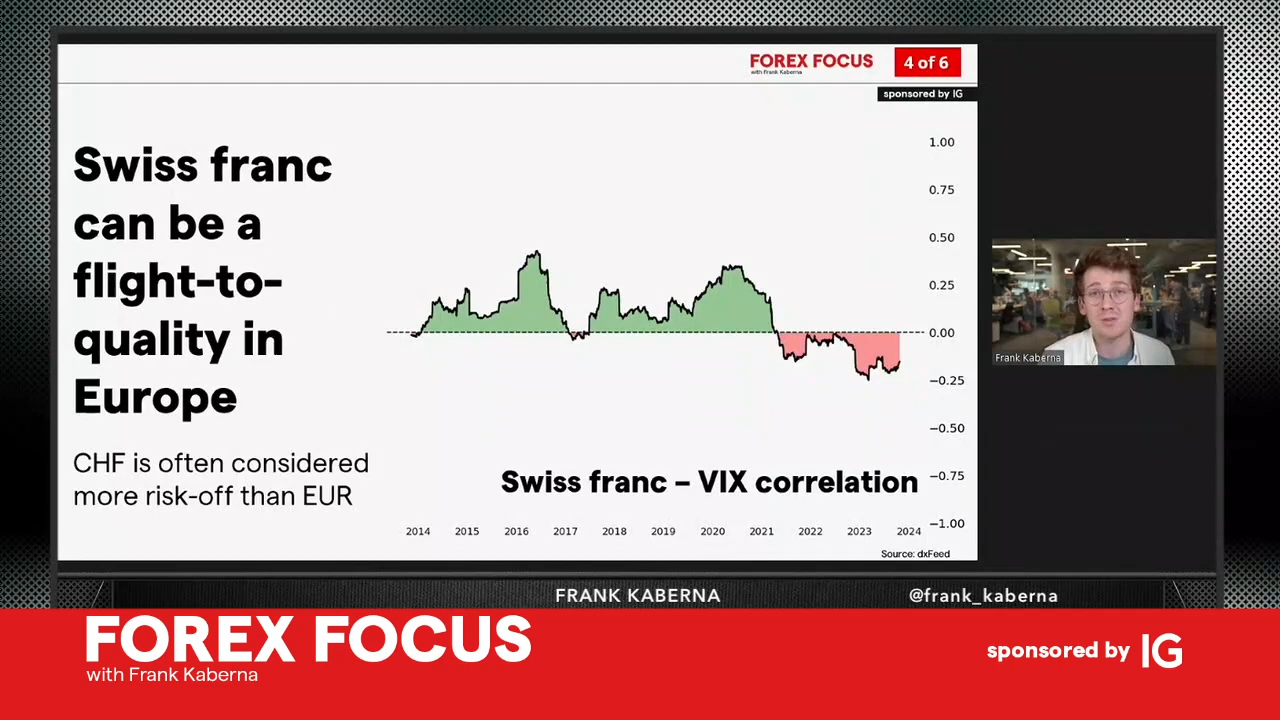 FOREX FOCUS
with Frank Kaberna
4 of 6
sponsored by IG
Swiss franc
can be a
flight-to-
quality in
Europe
CHF is often considered
more risk-off than EUR
1.00
0.75
0.50
0.25
0.00
−0.25
−0.50
−0.75
−1.00
Swiss franc – VIX correlation
2014 2015 2016 2017 2018 2019 2020 2021 2022 2023 2024
Source: dxFeed
Frank Kaberna
FRANK KABERNA
@frank_kaberna
FOREX FOCUS
with Frank Kaberna
sponsored by IG